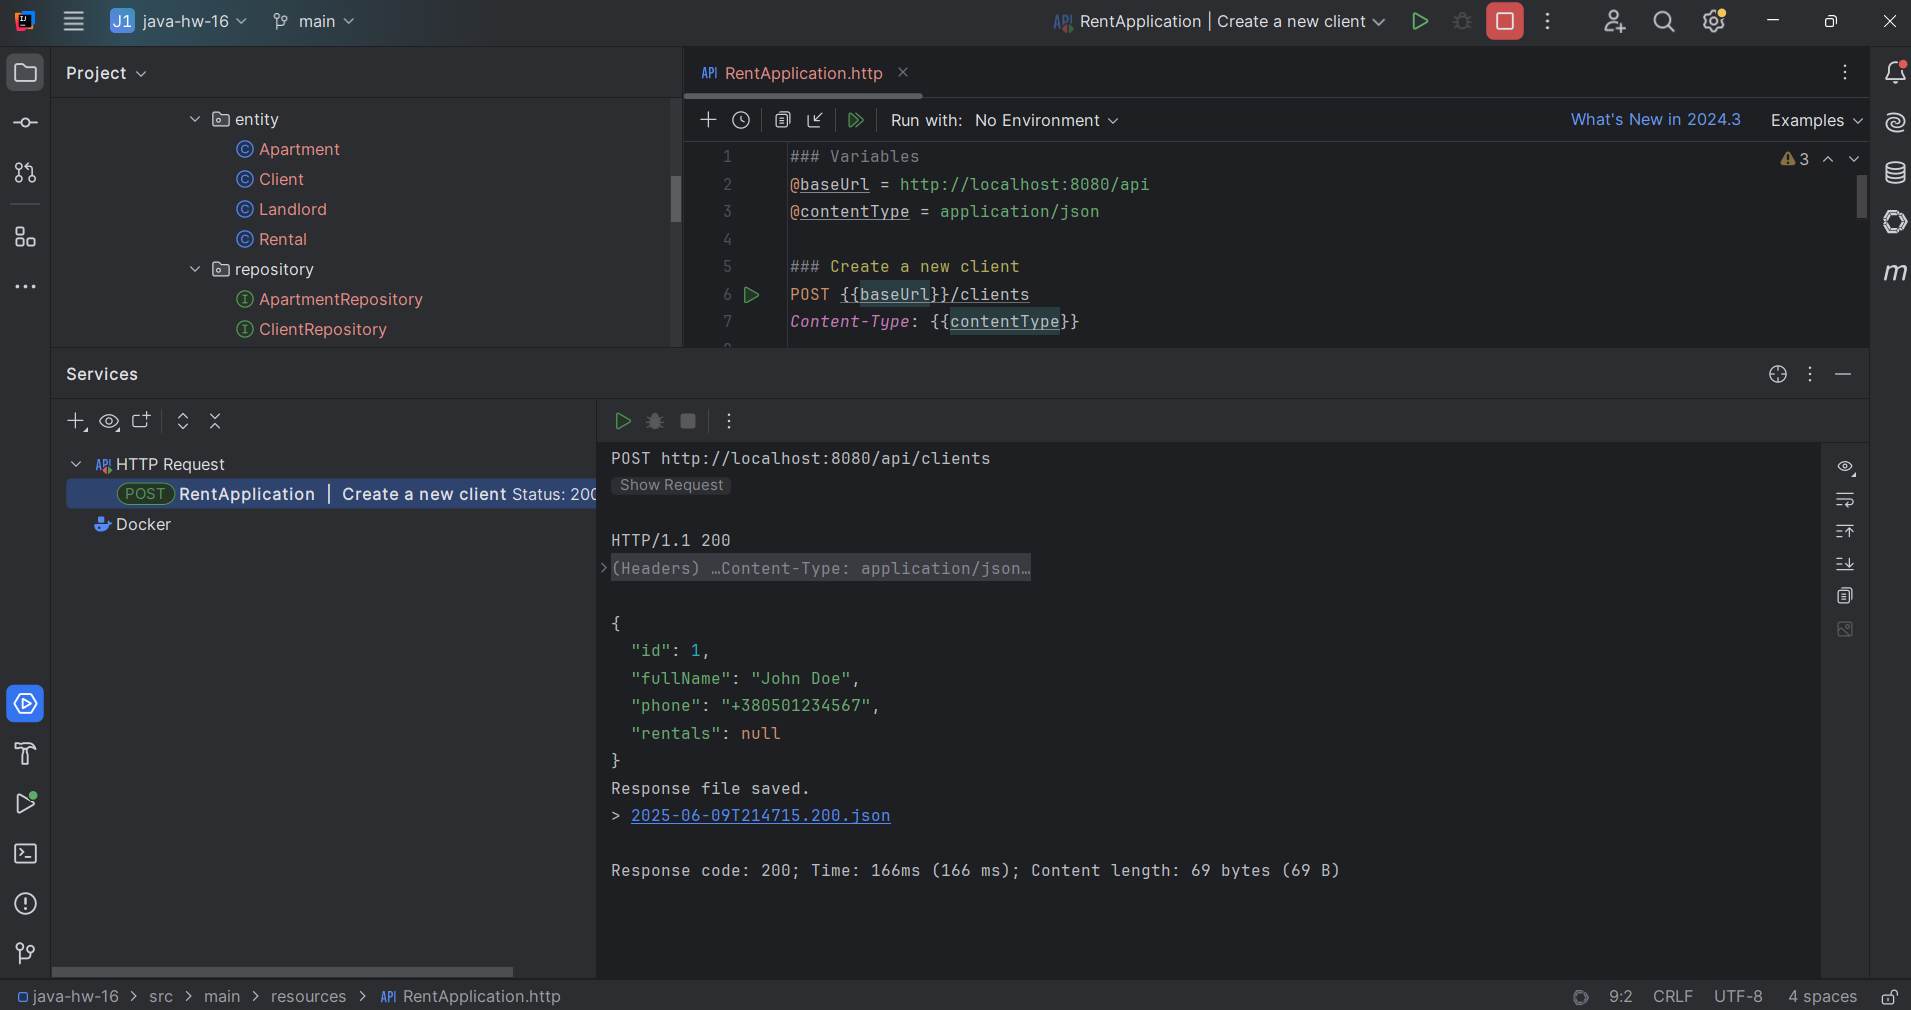 J1 java-hw-16 main RentApplication | Create a new client
Project
RentApplication.http
entity
Apartment
Client
Landlord
Rental
repository
ApartmentRepository
ClientRepository
Run with: No Environment What's New in 2024.3 Examples
1 ### Variables
2 @baseUrl = http://localhost:8080/api
3 @contentType = application/json
4
5 ### Create a new client
6 POST {{baseUrl}}/clients
7 Content-Type: {{contentType}}
3
Services
HTTP Request
POST RentApplication | Create a new client Status: 200
Docker
POST http://localhost:8080/api/clients
Show Request
HTTP/1.1 200
(Headers) …Content-Type: application/json…
{
"id": 1,
"fullName": "John Doe",
"phone": "+380501234567",
"rentals": null
}
Response file saved.
> 2025-06-09T214715.200.json
Response code: 200; Time: 166ms (166 ms); Content length: 69 bytes (69 B)
java-hw-16 > src > main > resources > API RentApplication.http
9:2 CRLF UTF-8 4 spaces